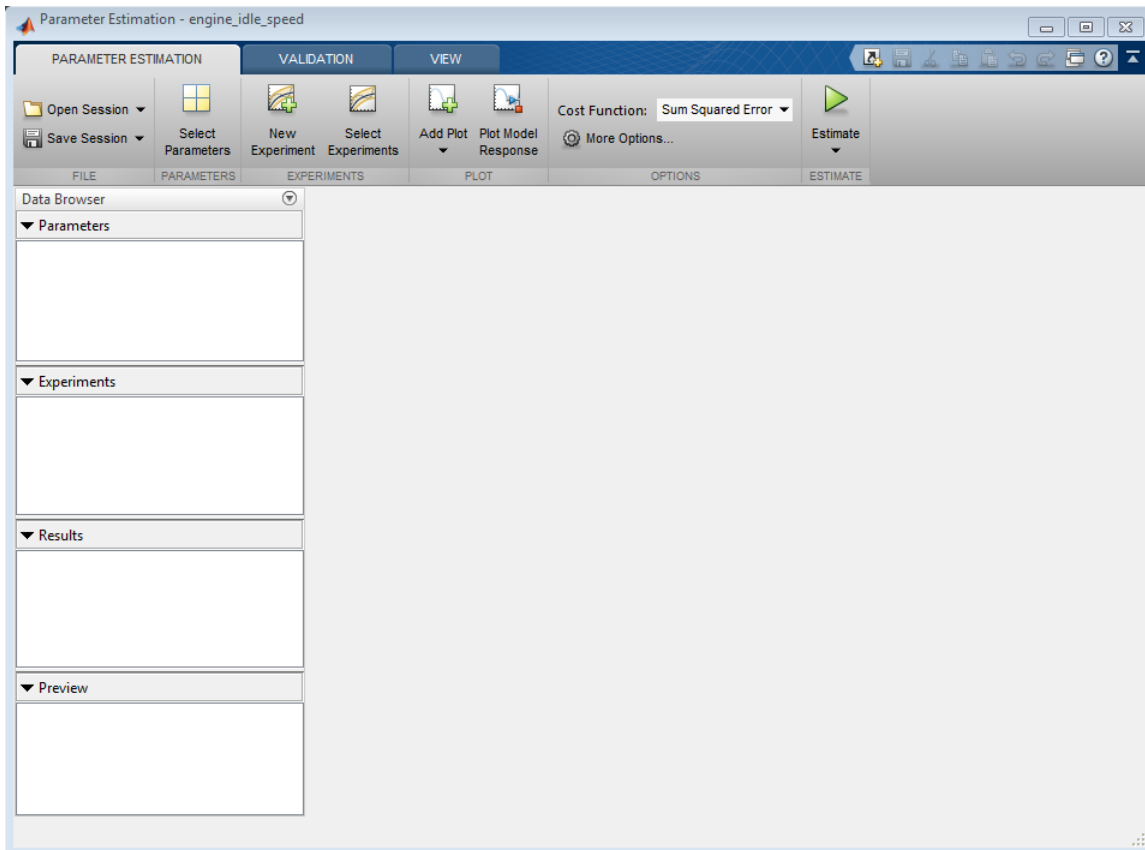 Parameter Estimation - engine_idle_speed
PARAMETER ESTIMATION VALIDATION VIEW
Open Session
Save Session
Select
Parameters
New
Experiment
Select
Experiments
Add Plot
Plot Model
Response
Cost Function: Sum Squared Error
More Options...
Estimate
FILE PARAMETERS EXPERIMENTS PLOT OPTIONS ESTIMATE
Data Browser
Parameters
Experiments
Results
Preview